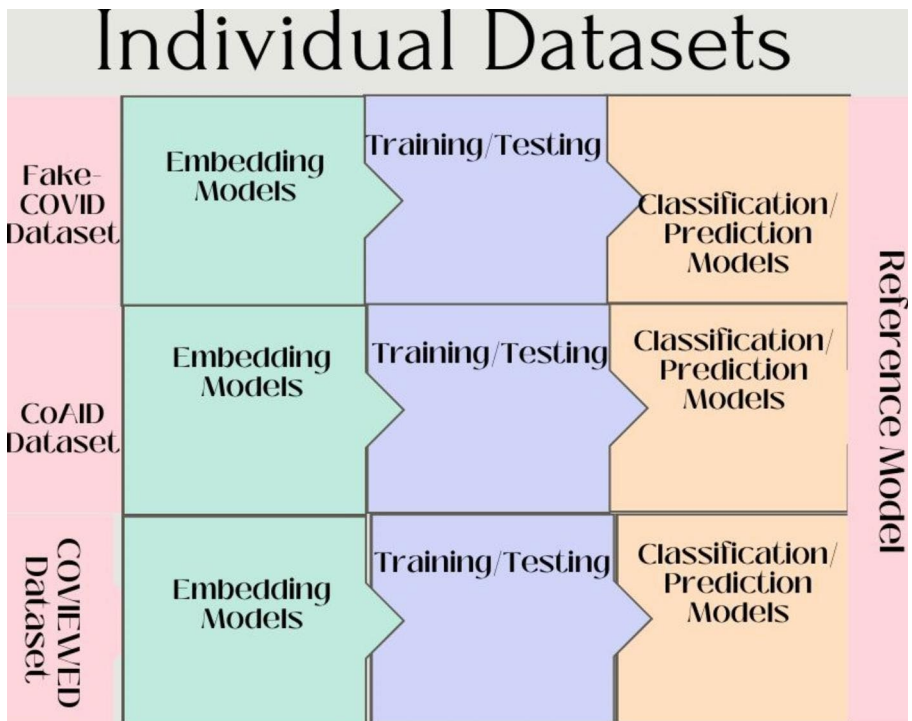 Individual Datasets
Fake-
COVID
Dataset
Embedding
Models
Training/Testing
Classification/
Prediction
Models
CoAID
Dataset
Embedding
Models
Training/Testing
Classification/
Prediction
Models
COVIEWED
Dataset
Embedding
Models
Training/Testing
Classification/
Prediction
Models
Reference Model